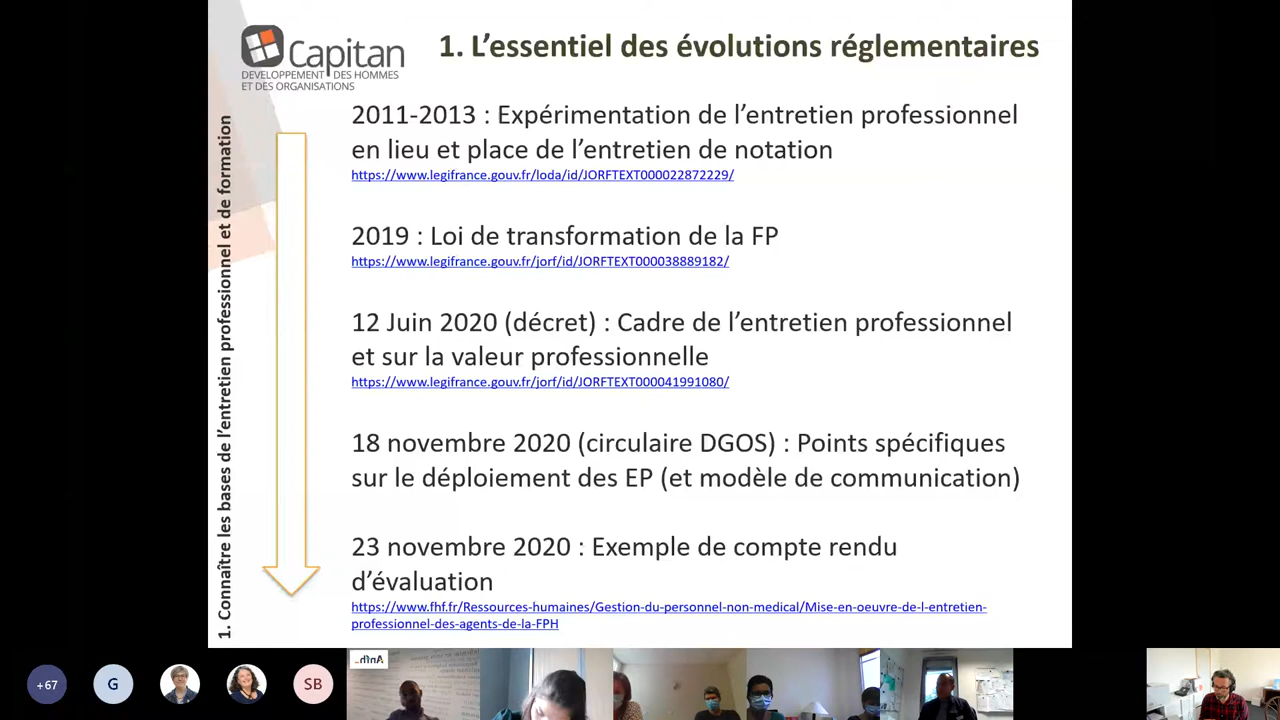 Capitan
DEVELOPPEMENT DES HOMMES
ET DES ORGANISATIONS
1. L’essentiel des évolutions réglementaires
1. Connaître les bases de l’entretien professionnel et de formation
2011-2013 : Expérimentation de l’entretien professionnel
en lieu et place de l’entretien de notation
https://www.legifrance.gouv.fr/loda/id/JORFTEXT000022872229/
2019 : Loi de transformation de la FP
https://www.legifrance.gouv.fr/jorf/id/JORFTEXT000038889182/
12 Juin 2020 (décret) : Cadre de l’entretien professionnel
et sur la valeur professionnelle
https://www.legifrance.gouv.fr/jorf/id/JORFTEXT000041991080/
18 novembre 2020 (circulaire DGOS) : Points spécifiques
sur le déploiement des EP (et modèle de communication)
23 novembre 2020 : Exemple de compte rendu
d’évaluation
https://www.fhf.fr/Ressources-humaines/Gestion-du-personnel-non-medical/Mise-en-oeuvre-de-l-entretien-
professionnel-des-agents-de-la-FPH
+67
G
SB